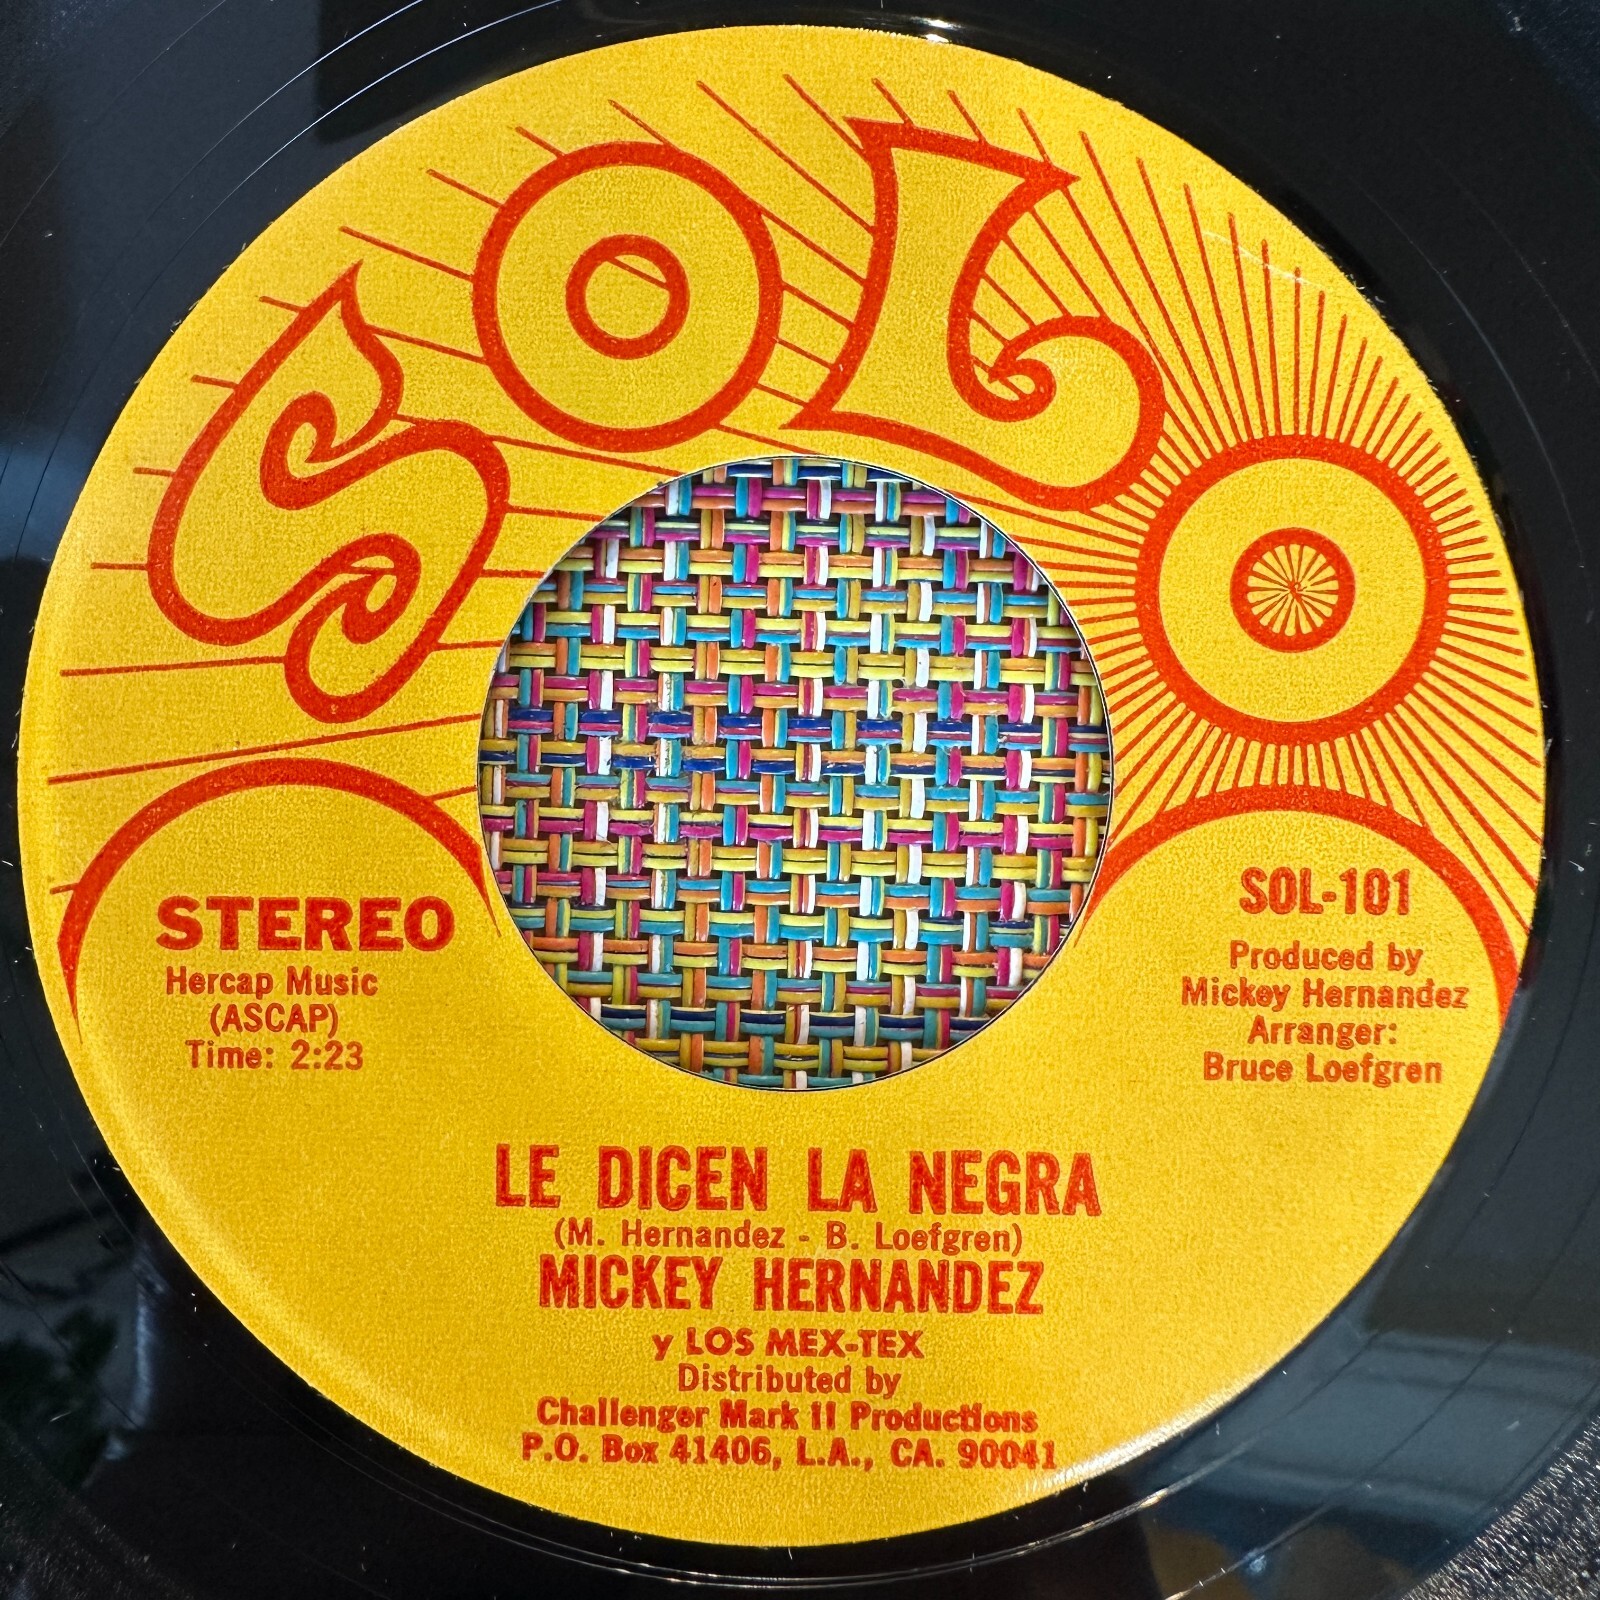 SOLO
STEREO
Hercap Music
(ASCAP)
Time: 2:23
SOL-101
Produced by
Mickey Hernandez
Arranger:
Bruce Loefgren
LE DICEN LA NEGRA
(M. Hernandez - B. Loefgren)
MICKEY HERNANDEZ
y LOS MEX-TEX
Distributed by
Challenger Mark II Productions
P.O. Box 41406, L.A., CA. 90041